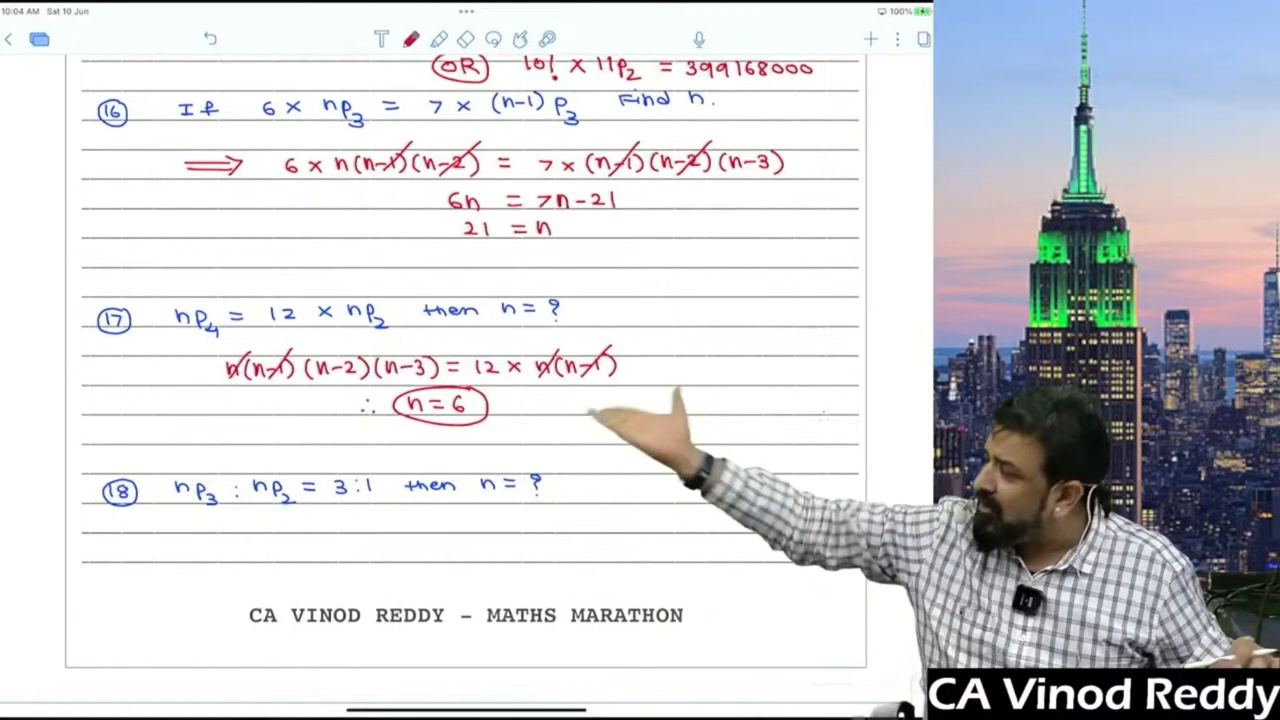 10:04 AM Sat 10 Jun
100%
T
OR 10! × 11P₂ = 399168000
16 If 6 × nP₃ = 7 × (n-1)P₃ Find n.
⟹ 6 × n(n-1)(n-2) = 7 × (n-1)(n-2)(n-3)
6n = 7n - 21
21 = n
17 nP₄ = 12 × nP₂ then n = ?
n(n-1)(n-2)(n-3) = 12 × n(n-1)
∴ n = 6
18 nP₃ : nP₂ = 3:1 then n = ?
CA VINOD REDDY - MATHS MARATHON
CA Vinod Reddy